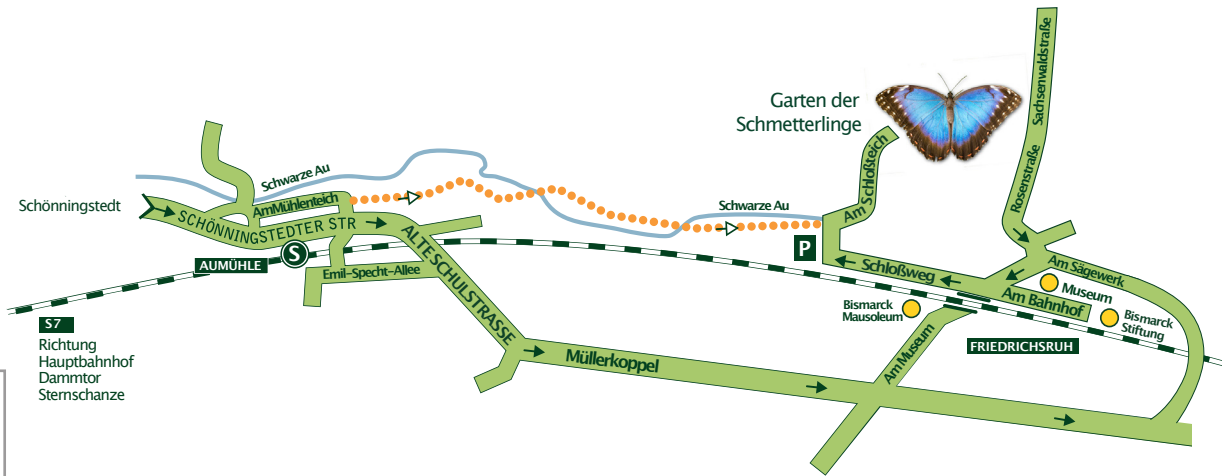 Garten der
Schmetterlinge
Sachsenwaldstraße
Rosenstraße
Am Schloßteich
Schwarze Au
Schönningstedt
Am Mühlenteich
SCHÖNNINGSTEDTER STR
Schwarze Au
S
AUMÜHLE
Emil-Specht-Allee
ALTE SCHULSTRASSE
P
Schloßweg
Am Sägewerk
Museum
Am Bahnhof
Bismarck
Mausoleum
Bismarck
Stiftung
FRIEDRICHSRUH
Am Museum
Müllerkoppel
S7
Richtung
Hauptbahnhof
Dammtor
Sternschanze